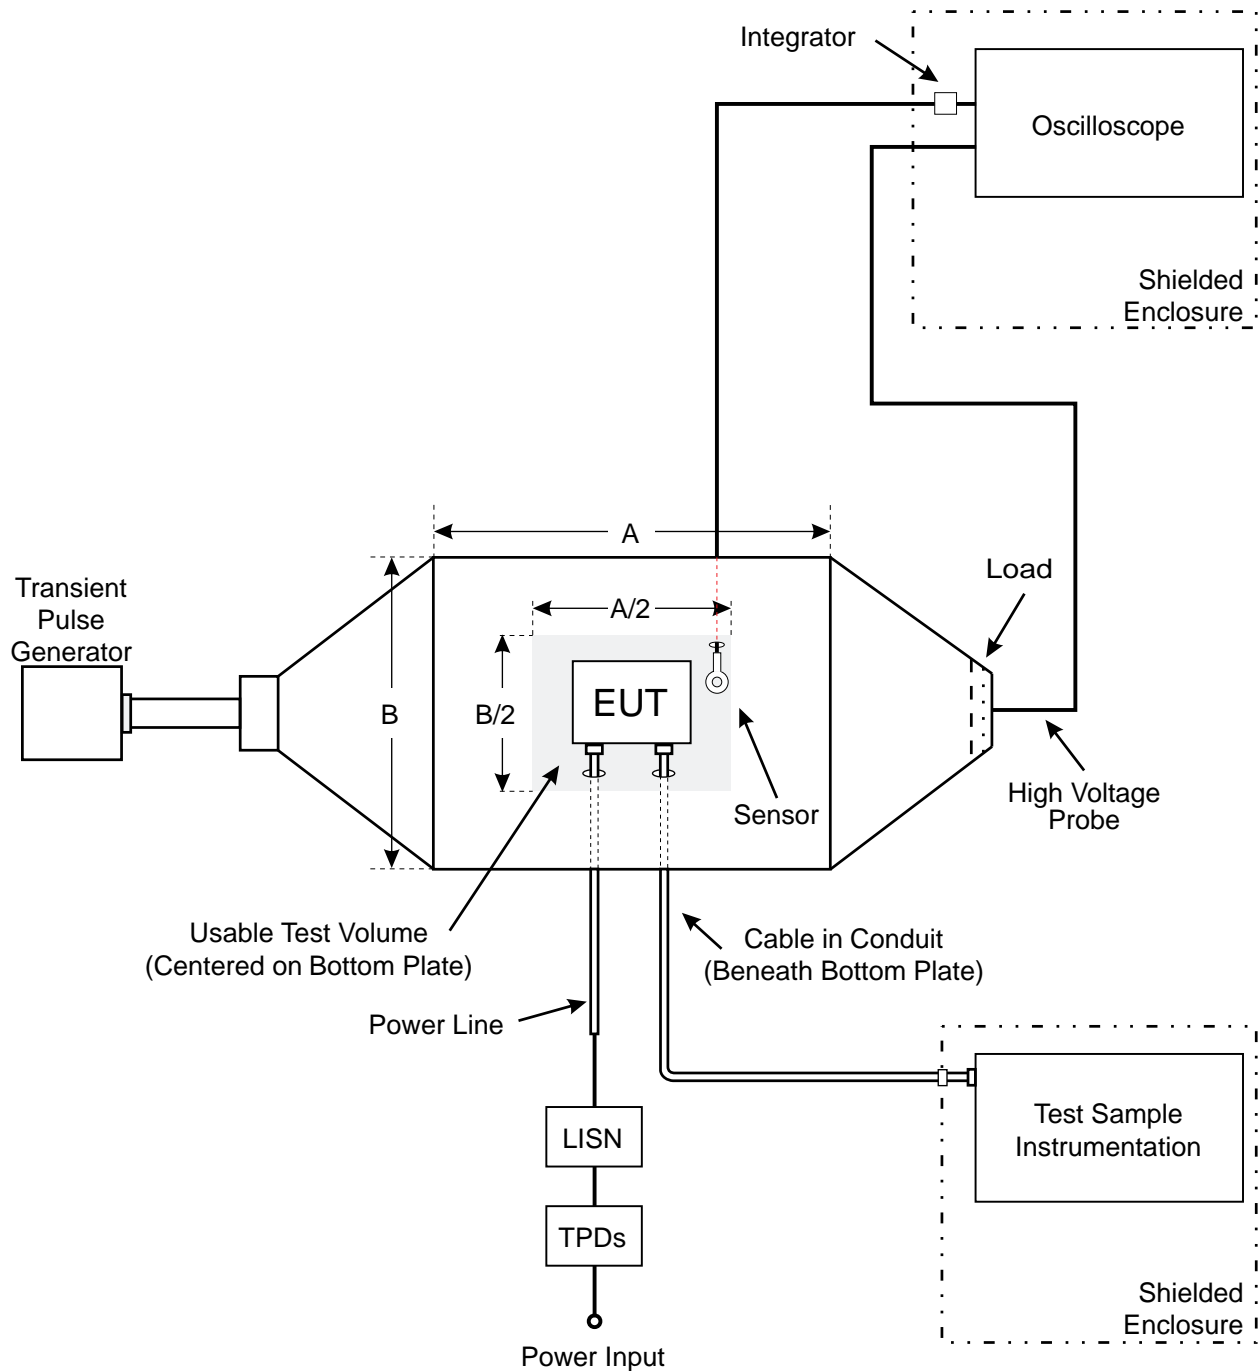 Integrator
Oscilloscope
Shielded
Enclosure
A
Load
Transient
Pulse
Generator
A/2
B
B/2
EUT
Sensor
High Voltage
Probe
Usable Test Volume
(Centered on Bottom Plate)
Cable in Conduit
(Beneath Bottom Plate)
Power Line
LISN
Test Sample
Instrumentation
TPDs
Shielded
Enclosure
Power Input